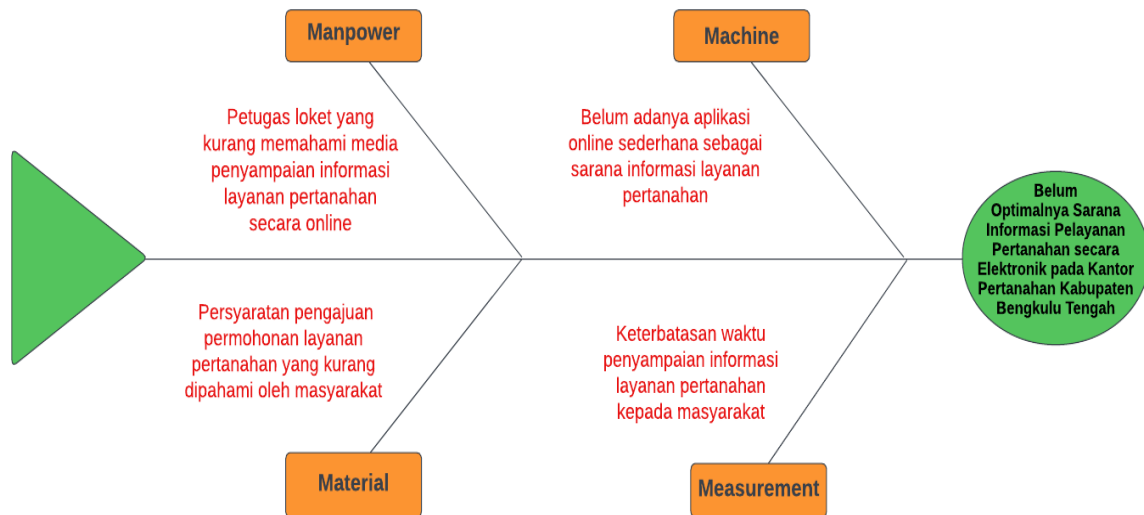 Manpower
Machine
Petugas loket yang
kurang memahami media
penyampaian informasi
layanan pertanahan
secara online
Belum adanya aplikasi
online sederhana sebagai
sarana informasi layanan
pertanahan
Belum
Optimalnya Sarana
Informasi Pelayanan
Pertanahan secara
Elektronik pada Kantor
Pertanahan Kabupaten
Bengkulu Tengah
Persyaratan pengajuan
permohonan layanan
pertanahan yang kurang
dipahami oleh masyarakat
Keterbatasan waktu
penyampaian informasi
layanan pertanahan
kepada masyarakat
Material
Measurement